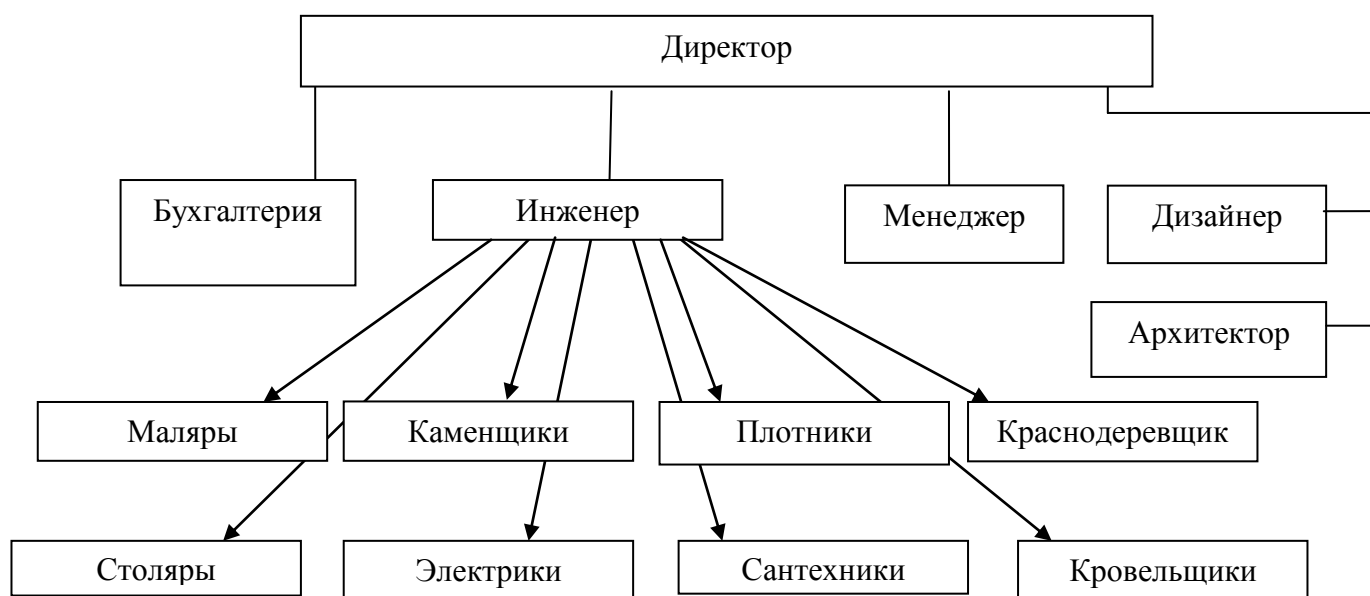 Директор
Бухгалтерия
Инженер
Менеджер
Дизайнер
Архитектор
Маляры
Каменщики
Плотники
Краснодеревщик
Столяры
Электрики
Сантехники
Кровельщики